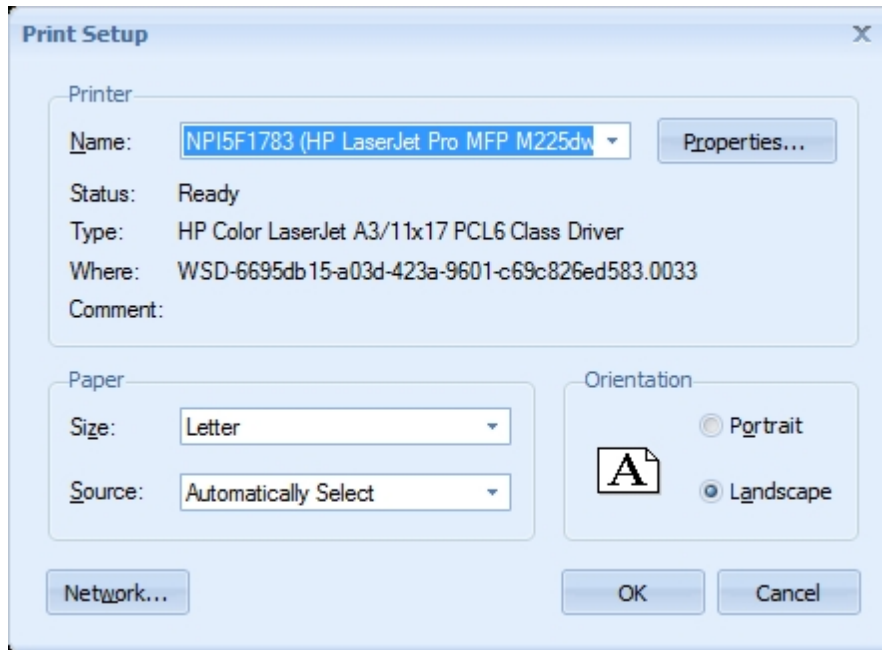 Print Setup
Printer
Name: NPI5F1783 (HP LaserJet Pro MFP M225dw Properties...
Status: Ready
Type: HP Color LaserJet A3/11x17 PCL6 Class Driver
Where: WSD-6695db15-a03d-423a-9601-c69c826ed583.0033
Comment:
Paper
Size: Letter
Source: Automatically Select
Orientation
A
Portrait
Landscape
Network... OK Cancel